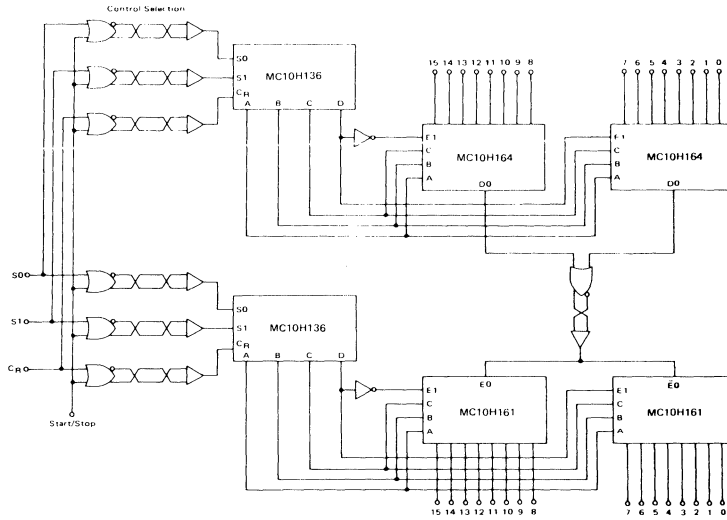 Control Selection
S0
MC10H136
S1
CR
A B C D
15 14 13 12 11 10 9 8
7 6 5 4 3 2 1 0
E1
C
B
A
MC10H164
D0
E1
C
B
A
MC10H164
D0
S0
S1
CR
Start/Stop
S0
MC10H136
S1
CR
A B C D
E0
E1
C
B
A
MC10H161
E0
E1
C
B
A
MC10H161
15 14 13 12 11 10 9 8
7 6 5 4 3 2 1 0